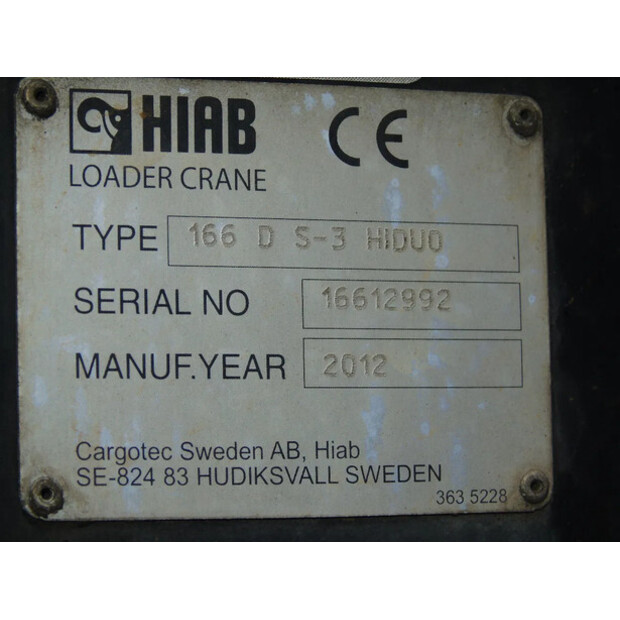 HIAB CE
LOADER CRANE
TYPE 166 D S-3 HIDUO
SERIAL NO 16612992
MANUF.YEAR 2012
Cargotec Sweden AB, Hiab
SE-824 83 HUDIKSVALL SWEDEN
363 5228